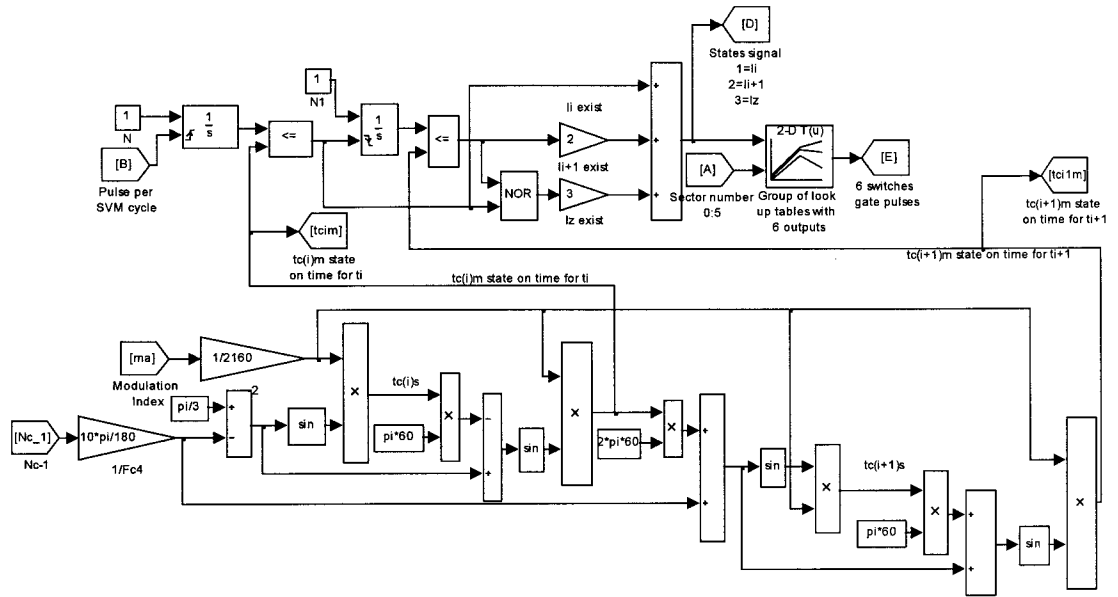 [D]
States signal
1=Ii
2=Ii+1
3=Iz
1
N
1
s
1
N1
1
s
[B]
Pulse per
SVM cycle
<=
<=
Ii exist
2
Ii+1 exist
NOR
3
Iz exist
+
+
+
[A]
Sector number
0:5
2-D T(u)
Group of look
up tables with
6 outputs
[E]
6 switches
gate pulses
[tci1m]
tc(i+1)m state
on time for ti+1
[tcim]
tc(i)m state
on time for ti
tc(i+1)m state on time for ti+1
tc(i)m state on time for ti
[ma]
Modulation
Index
1/2160
[Nc_1]
Nc-1
10*pi/180
1/Fc4
pi/3
+
-
2
sin
×
tc(i)s
pi*60
×
-
+
sin
×
2*pi*60
×
+
+
sin
×
tc(i+1)s
pi*60
×
+
+
sin
×